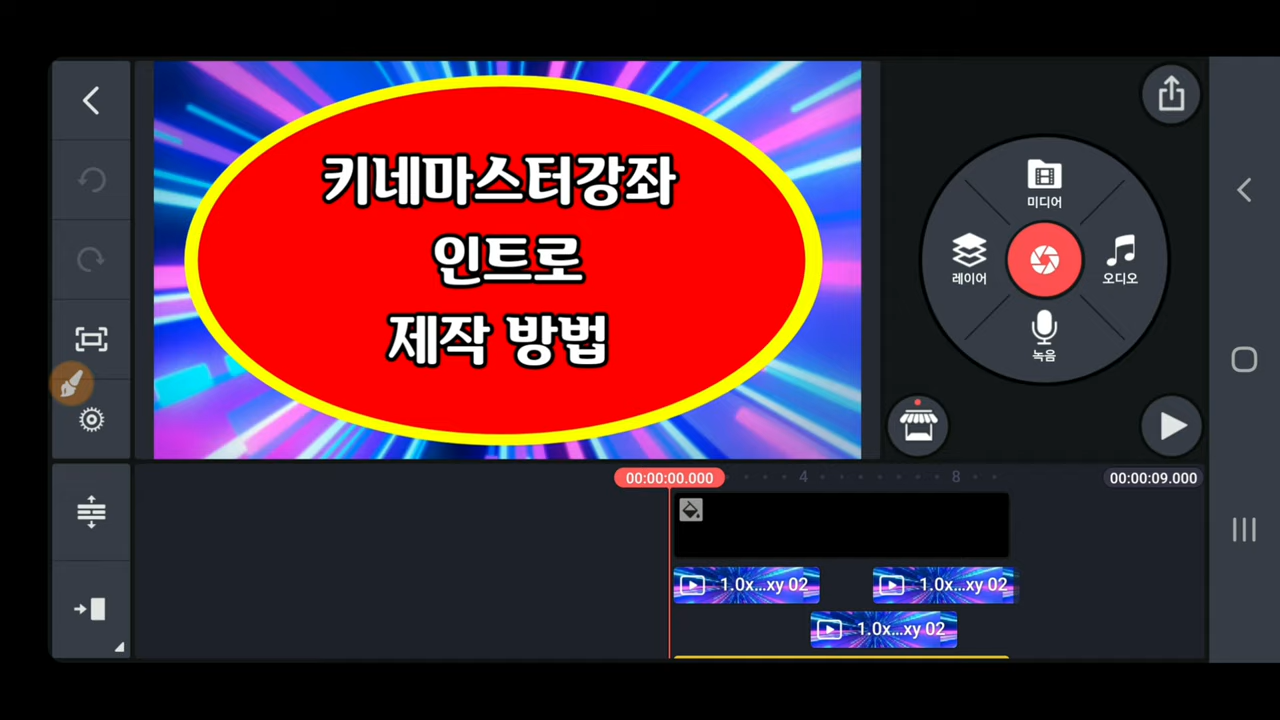 키네마스터강좌
인트로
제작 방법
미디어
레이어
오디오
녹음
00:00:00.000
4
8
00:00:09.000
1.0x...xy 02
1.0x...xy 02
1.0x...xy 02